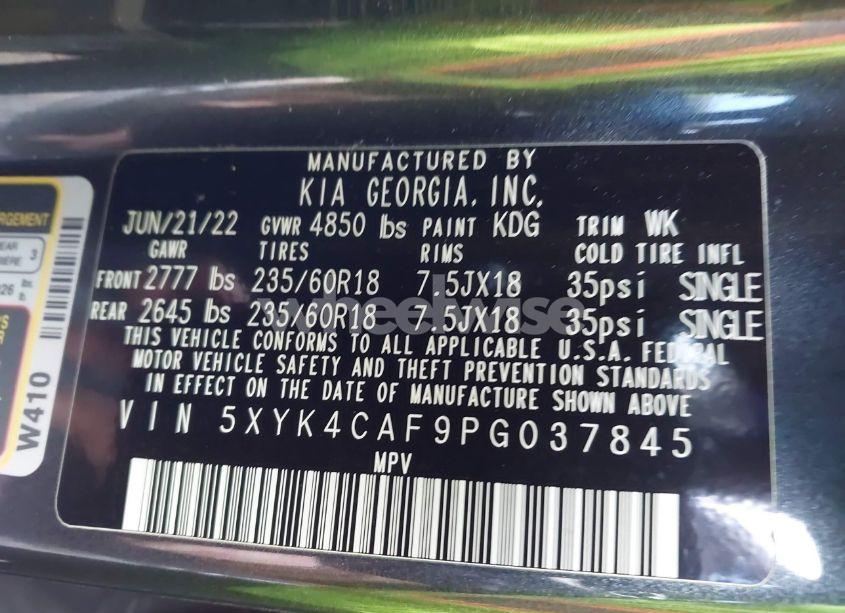 MANUFACTURED BY
KIA GEORGIA, INC.
JUN/21/22 GVWR 4850 lbs PAINT KDG TRIM WK
GAWR TIRES RIMS COLD TIRE INFL
FRONT 2777 lbs 235/60R18 7.5JX18 35psi SINGLE
REAR 2645 lbs 235/60R18 7.5JX18 35psi SINGLE
wheelwise
THIS VEHICLE CONFORMS TO ALL APPLICABLE U.S.A. FEDERAL
MOTOR VEHICLE SAFETY AND THEFT PREVENTION STANDARDS
IN EFFECT ON THE DATE OF MANUFACTURE SHOWN ABOVE
VIN 5XYK4CAF9PG037845
MPV
3
W410